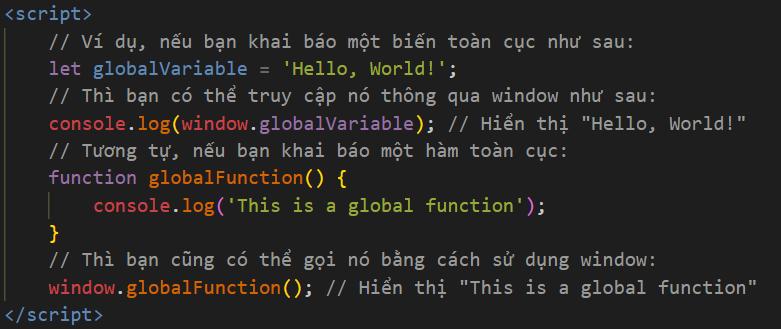 <script>
// Ví dụ, nếu bạn khai báo một biến toàn cục như sau:
let globalVariable = 'Hello, World!';
// Thì bạn có thể truy cập nó thông qua window như sau:
console.log(window.globalVariable); // Hiển thị "Hello, World!"
// Tương tự, nếu bạn khai báo một hàm toàn cục:
function globalFunction() {
console.log('This is a global function');
}
// Thì bạn cũng có thể gọi nó bằng cách sử dụng window:
window.globalFunction(); // Hiển thị "This is a global function"
</script>